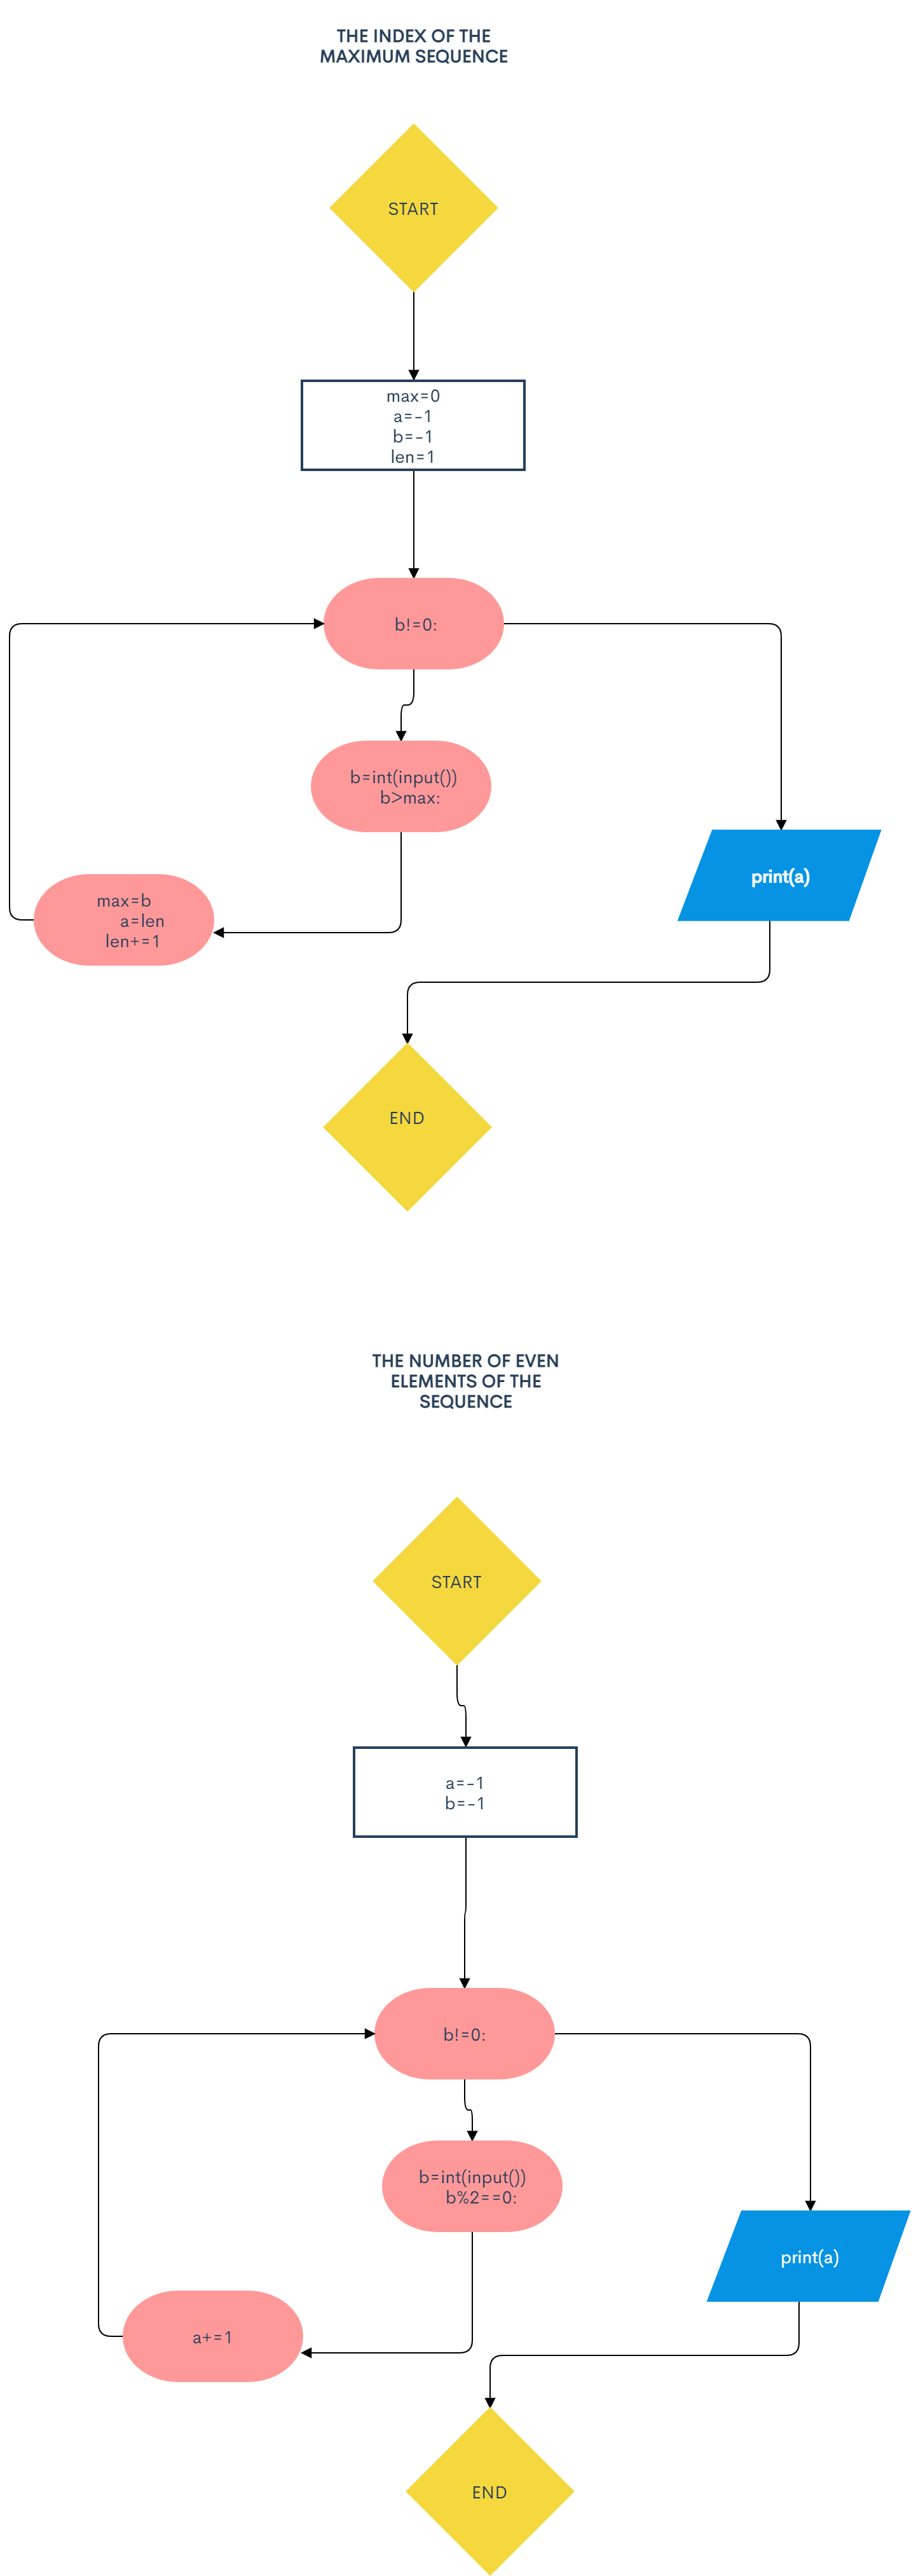 THE INDEX OF THE
MAXIMUM SEQUENCE
START
max=0
a=-1
b=-1
len=1
b!=0:
b=int(input())
b>max:
print(a)
max=b
a=len
len+=1
END
THE NUMBER OF EVEN
ELEMENTS OF THE
SEQUENCE
START
a=-1
b=-1
b!=0:
b=int(input())
b%2==0:
print(a)
a+=1
END